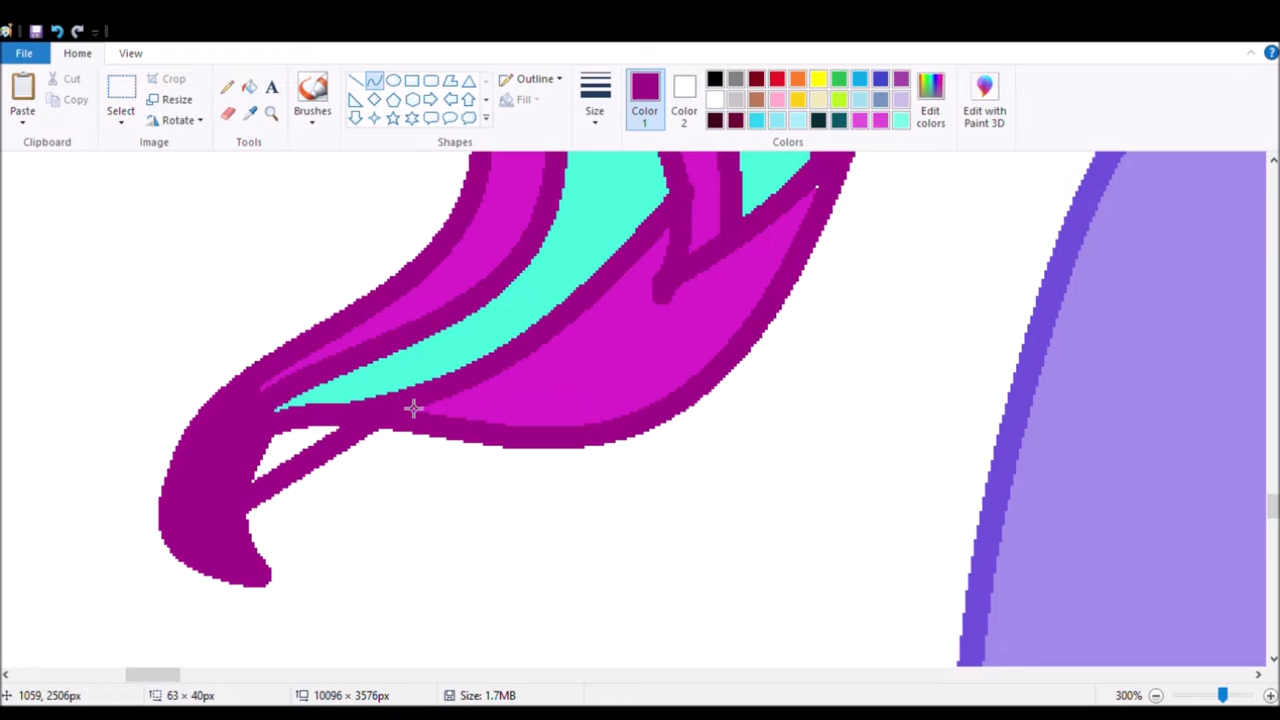 File Home View
Paste Cut Copy
Clipboard
Select Crop Resize Rotate
Image
Tools
Brushes
Outline Fill
Shapes
Size
Color 1 Color 2
Edit colors
Edit with Paint 3D
Colors
1059, 2506px 63 × 40px 10096 × 3576px Size: 1.7MB 300%